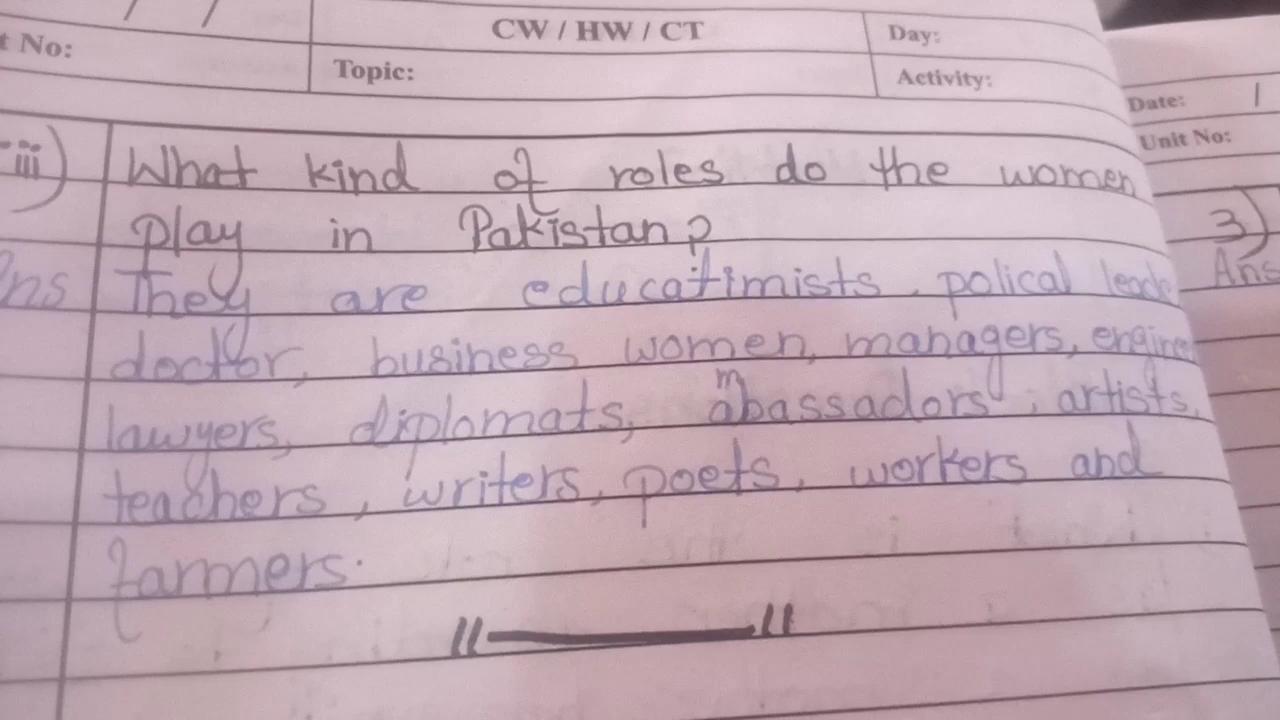 CW / HW / CT
Day:
t No:
Topic:
Activity:
iii) What kind of roles do the women
play in Pakistan?
Ans They are educatimists, polical leade
doctor, business women, managers, engine
lawyers, diplomats, ambassadors, artists,
teachers, writers, poets, workers and
farmers.
Date: 1
Unit No:
3)
Ans